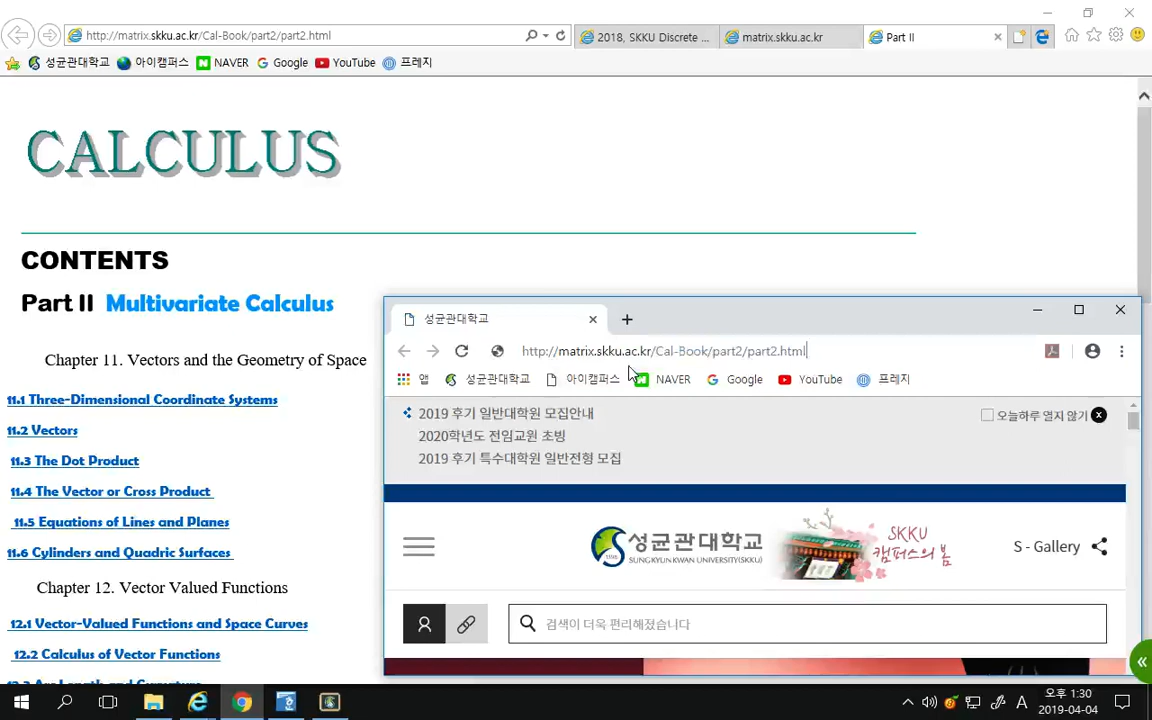 http://matrix.skku.ac.kr/Cal-Book/part2/part2.html
2018, SKKU Discrete ...
matrix.skku.ac.kr
Part II
성균관대학교
아이캠퍼스
NAVER
Google
YouTube
프레지
CALCULUS
CONTENTS
Part II Multivariate Calculus
Chapter 11. Vectors and the Geometry of Space
11.1 Three-Dimensional Coordinate Systems
11.2 Vectors
11.3 The Dot Product
11.4 The Vector or Cross Product
11.5 Equations of Lines and Planes
11.6 Cylinders and Quadric Surfaces
Chapter 12. Vector Valued Functions
12.1 Vector-Valued Functions and Space Curves
12.2 Calculus of Vector Functions
12.3 Arc Length and Curvature
성균관대학교
http://matrix.skku.ac.kr/Cal-Book/part2/part2.html
앱
성균관대학교
아이캠퍼스
NAVER
Google
YouTube
프레지
2019 후기 일반대학원 모집안내
오늘하루 열지 않기
2020학년도 전임교원 초빙
2019 후기 특수대학원 일반전형 모집
성균관대학교
SUNGKYUNKWAN UNIVERSITY(SKKU)
SKKU
캠퍼스의 봄
S - Gallery
검색이 더욱 편리해졌습니다
A
오후 1:30
2019-04-04